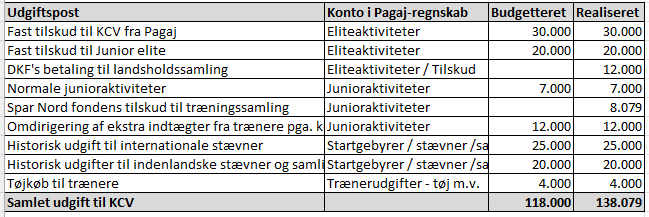 Udgiftspost Konto i Pagaj-regnskab Budgetteret Realiseret
Fast tilskud til KCV fra Pagaj Eliteaktiviteter 30.000 30.000
Fast tilskud til Junior elite Eliteaktiviteter 20.000 20.000
DKF's betaling til landsholdssamling Eliteaktiviteter / Tilskud 12.000
Normale junioraktiviteter Junioraktiviteter 7.000 7.000
Spar Nord fondens tilskud til træningssamling Junioraktiviteter 8.079
Omdirigering af ekstra indtægter fra trænere pga. k Junioraktiviteter 12.000 12.000
Historisk udgift til internationale stævner Startgebyrer / stævner /sa 25.000 25.000
Historisk udgifter til indenlandske stævner og samli Startgebyrer / stævner /sa 20.000 20.000
Tøjkøb til trænere Trænerudgifter - tøj m.v. 4.000 4.000
Samlet udgift til KCV 118.000 138.079